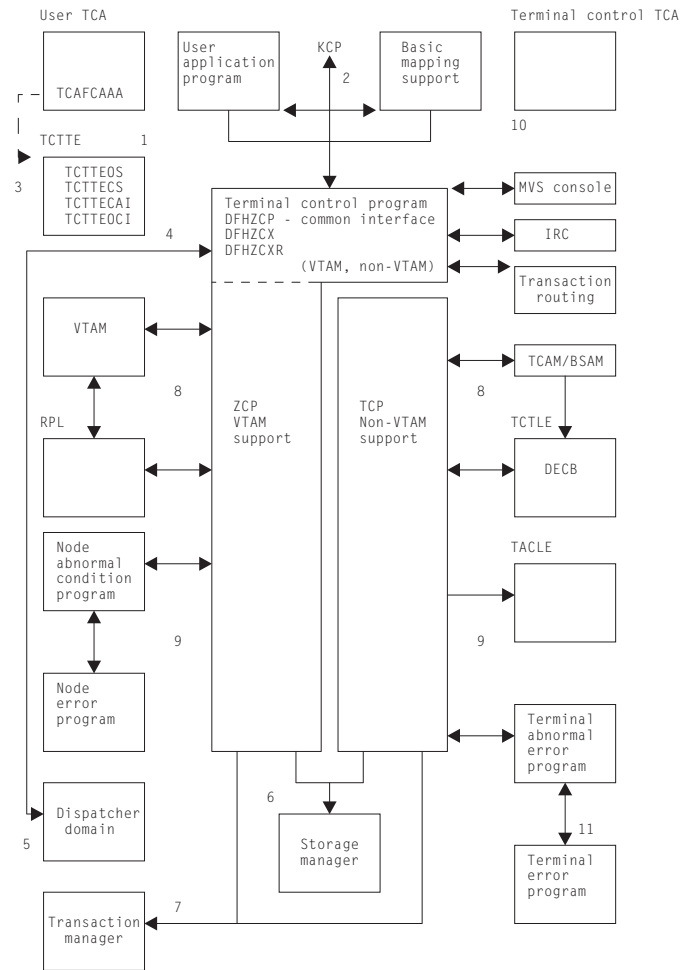 User TCA
Terminal control TCA
User
application
program
KCP
2
Basic
mapping
support
TCAFCAAA
10
TCTTE
1
3
TCTTEOS
TCTTECS
TCTTECAI
TCTTEOCI
4
Terminal control program
DFHZCP - common interface
DFHZCX
DFHZCXR
(VTAM, non-VTAM)
MVS console
IRC
Transaction
routing
VTAM
8
ZCP
VTAM
support
TCP
Non-VTAM
support
8
TCAM/BSAM
RPL
TCTLE
DECB
Node
abnormal
condition
program
TACLE
9
9
Node
error
program
Terminal
abnormal
error
program
5
Dispatcher
domain
6
Storage
manager
11
Terminal
error
program
Transaction
manager
7